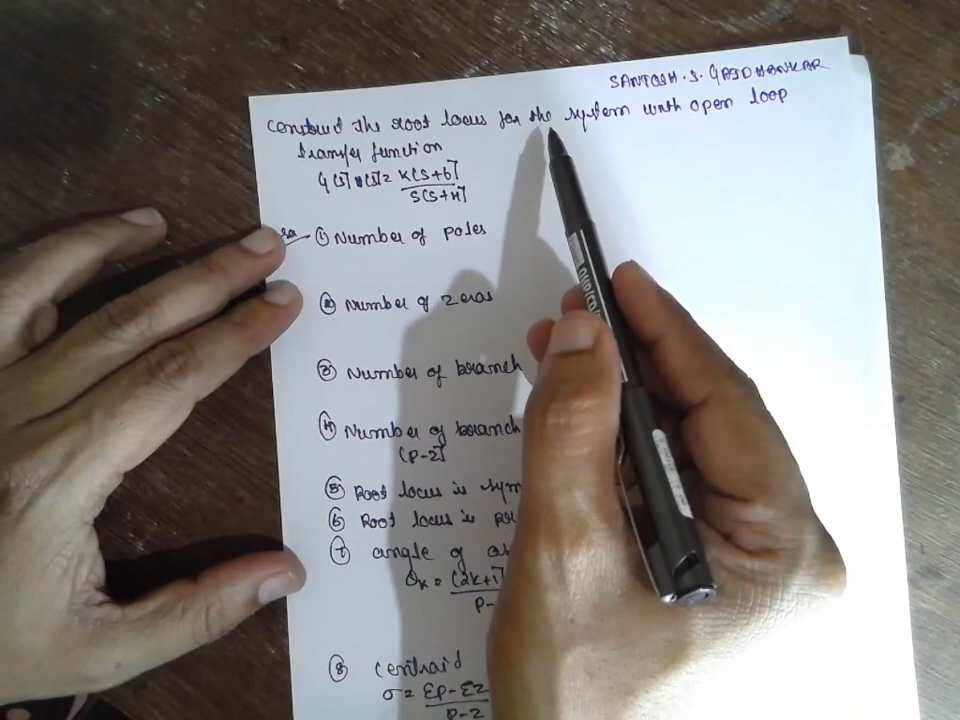 SANTOSH. S. GAJDHANKAR
Construct the Root locus for the system with open loop
transfer function
G(s) H(s) = K(s+6)
s(s+4)
① Number of poles
② Number of zeros
③ Number of branch
④ Number of branch
(P-Z)
⑤ Root locus is sym
⑥ Root locus is
⑦ angle of as
θk = (2k+1)
P-
⑧ centroid
σ = ΣP - ΣZ
P-Z